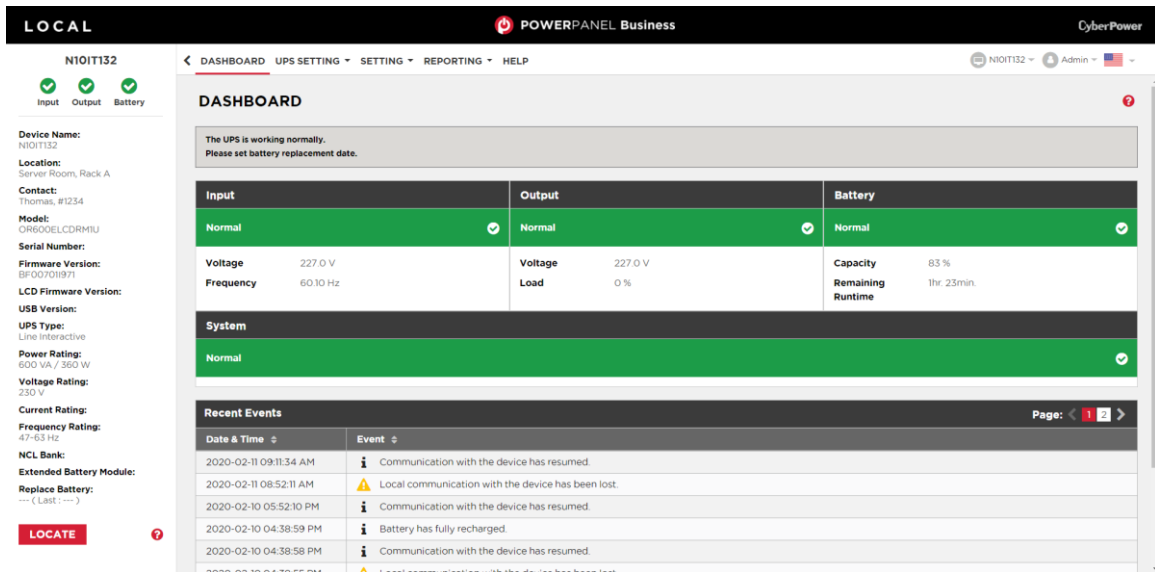 LOCAL
POWERPANEL Business
CyberPower
N10IT132
DASHBOARD UPS SETTING SETTING REPORTING HELP
N10IT132 Admin
Input Output Battery
Device Name:
N10IT132
Location:
Server Room, Rack A
Contact:
Thomas, #1234
Model:
OR600ELCDRM1U
Serial Number:
Firmware Version:
BF00701I971
LCD Firmware Version:
USB Version:
UPS Type:
Line Interactive
Power Rating:
600 VA / 360 W
Voltage Rating:
230 V
Current Rating:
Frequency Rating:
47-63 Hz
NCL Bank:
Extended Battery Module:
Replace Battery:
--- ( Last : --- )
LOCATE
DASHBOARD
The UPS is working normally.
Please set battery replacement date.
Input
Normal
Voltage 227.0 V
Frequency 60.10 Hz
Output
Normal
Voltage 227.0 V
Load 0 %
Battery
Normal
Capacity 83 %
Remaining Runtime 1hr. 23min.
System
Normal
Recent Events Page: 1 2
Date & Time Event
2020-02-11 09:11:34 AM Communication with the device has resumed.
2020-02-11 08:52:11 AM Local communication with the device has been lost.
2020-02-10 05:52:10 PM Communication with the device has resumed.
2020-02-10 04:38:59 PM Battery has fully recharged.
2020-02-10 04:38:58 PM Communication with the device has resumed.